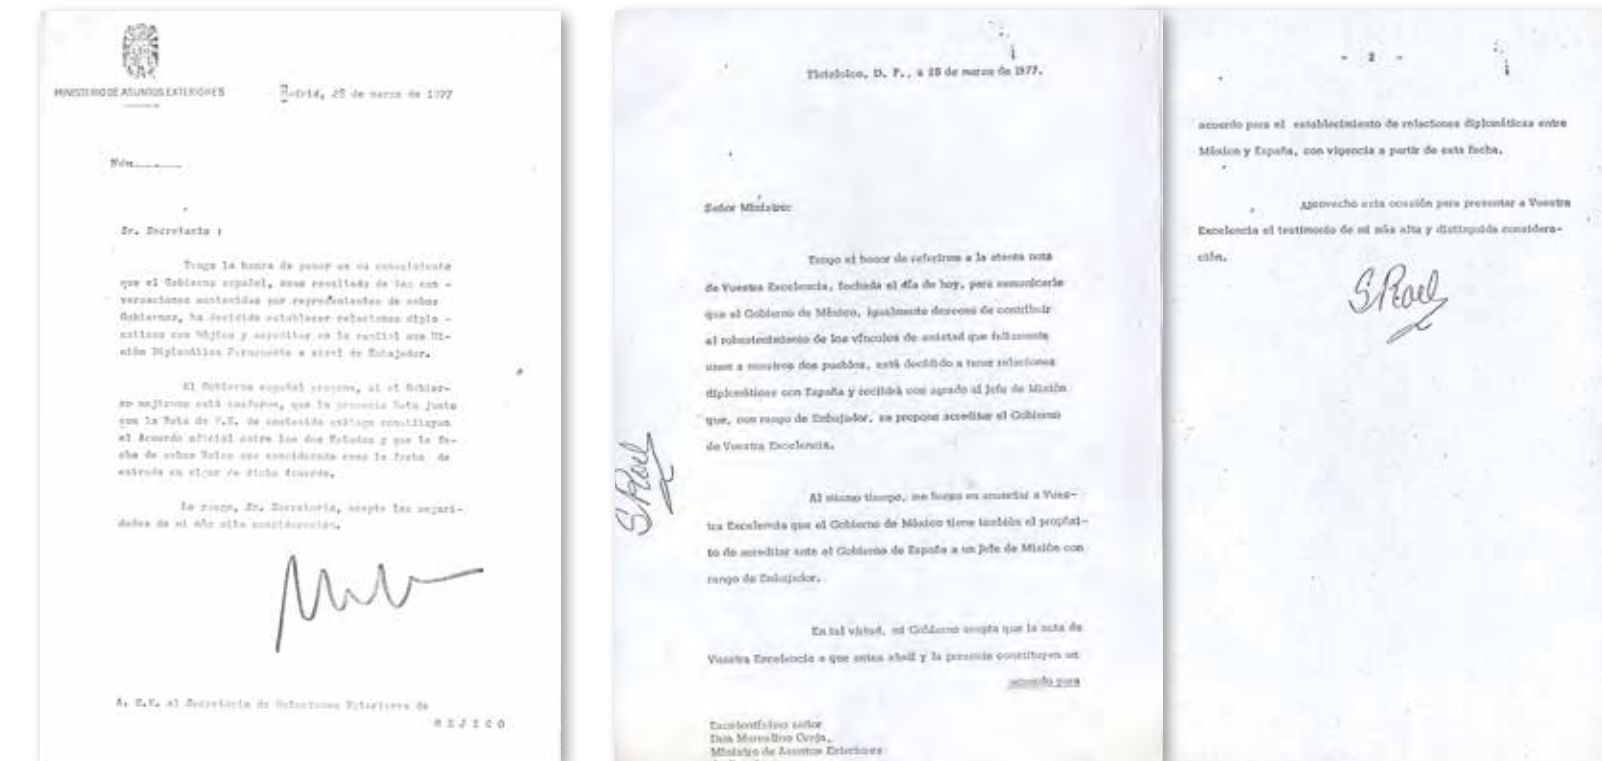 MINISTERIO DE ASUNTOS EXTERIORES
Madrid, 28 de marzo de 1977
Núm.
Sr. Secretario :
Tengo la honra de poner en su conocimiento
que el Gobierno español, como resultado de las con -
versaciones mantenidas por representantes de ambos
Gobiernos, ha decidido establecer relaciones diplo -
máticas con Méjico y acreditar en la capital una Mi-
sión Diplomática Permanente a nivel de Embajador.
El Gobierno español propone, si el Gobier-
no mejicano está conforme, que la presente Nota junto
con la Nota de V.E. de contenido análogo constituyan
el Acuerdo oficial entre los dos Estados y que la fe-
cha de ambas Notas sea considerada como la fecha de
entrada en vigor de dicho Acuerdo.
Le ruego, Sr. Secretario, acepte las seguri-
dades de mi más alta consideración.
A. S.E. el Secretario de Relaciones Exteriores de
MEJICO
Tlatelolco, D. F., a 28 de marzo de 1977.
Señor Ministro:
Tengo el honor de referirme a la atenta nota
de Vuestra Excelencia, fechada el día de hoy, para comunicarle
que el Gobierno de México, igualmente deseoso de contribuir
al robustecimiento de los vínculos de amistad que felizmente
unen a nuestros dos pueblos, está decidido a tener relaciones
diplomáticas con España y recibirá con agrado al Jefe de Misión
que, con rango de Embajador, se propone acreditar el Gobierno
de Vuestra Excelencia.
Al mismo tiempo, me honro en anunciar a Vues-
tra Excelencia que el Gobierno de México tiene también el propósi-
to de acreditar ante el Gobierno de España a un Jefe de Misión con
rango de Embajador.
En tal virtud, mi Gobierno acepta que la nota de
Vuestra Excelencia a que antes aludí y la presente constituyen un
acuerdo para
Excelentísimo señor
Don Marcelino Oreja,
Ministro de Asuntos Exteriores
SRoel
- 2 -
acuerdo para el establecimiento de relaciones diplomáticas entre
México y España, con vigencia a partir de esta fecha.
Aprovecho esta ocasión para presentar a Vuestra
Excelencia el testimonio de mi más alta y distinguida considera-
ción.
SRoel